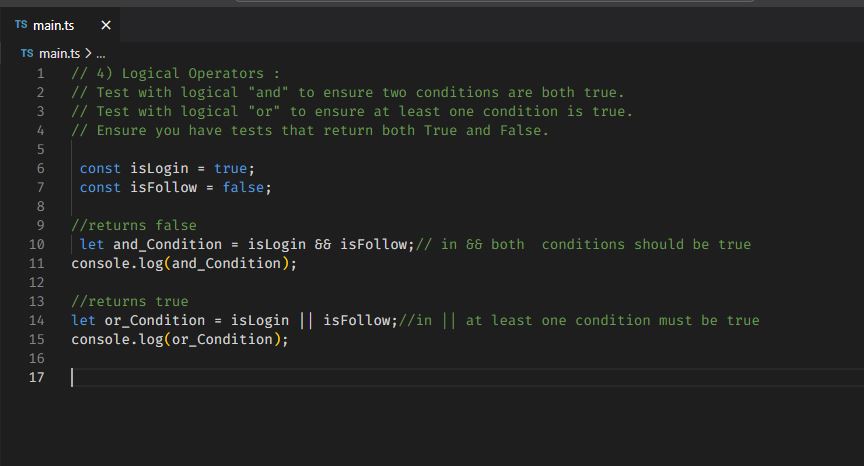 TS main.ts ×
TS main.ts > ...
1 // 4) Logical Operators :
2 // Test with logical "and" to ensure two conditions are both true.
3 // Test with logical "or" to ensure at least one condition is true.
4 // Ensure you have tests that return both True and False.
5
6 const isLogin = true;
7 const isFollow = false;
8
9 //returns false
10 let and_Condition = isLogin && isFollow;// in && both  conditions should be true
11 console.log(and_Condition);
12
13 //returns true
14 let or_Condition = isLogin || isFollow;//in || at least one condition must be true
15 console.log(or_Condition);
16
17